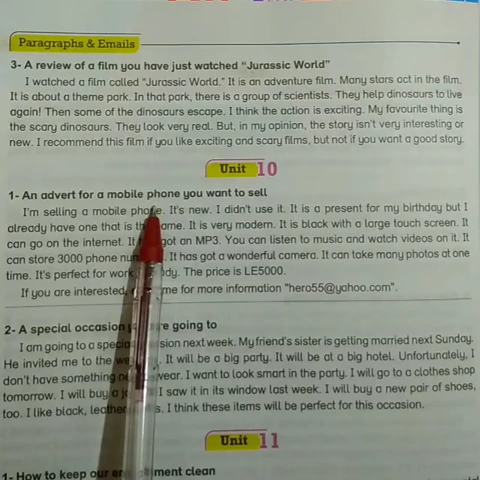 Paragraphs & Emails
3- A review of a film you have just watched "Jurassic World"
I watched a film called "Jurassic World." It is an adventure film. Many stars act in the film.
It is about a theme park. In that park, there is a group of scientists. They help dinosaurs to live
again! Then some of the dinosaurs escape. I think the action is exciting. My favourite thing is
the scary dinosaurs. They look very real. But, in my opinion, the story isn't very interesting or
new. I recommend this film if you like exciting and scary films, but not if you want a good story.
Unit 10
1- An advert for a mobile phone you want to sell
I'm selling a mobile phone. It's new. I didn't use it. It is a present for my birthday but I
already have one that is the same. It is very modern. It is black with a large touch screen. It
can go on the internet. It got an MP3. You can listen to music and watch videos on it. It
can store 3000 phone It has got a wonderful camera. It can take many photos at one
time. It's perfect for work The price is LE5000.
If you are interested, me for more information "hero55@yahoo.com".
2- A special occasion going to
I am going to a next week. My friend's sister is getting married next Sunday.
He invited me to the It will be a big party. It will be at a big hotel. Unfortunately, I
don't have something wear. I want to look smart in the party. I will go to a clothes shop
tomorrow. I will buy a I saw it in its window last week. I will buy a new pair of shoes,
too. I like black, I think these items will be perfect for this occasion.
Unit 11
1- How to keep our clean